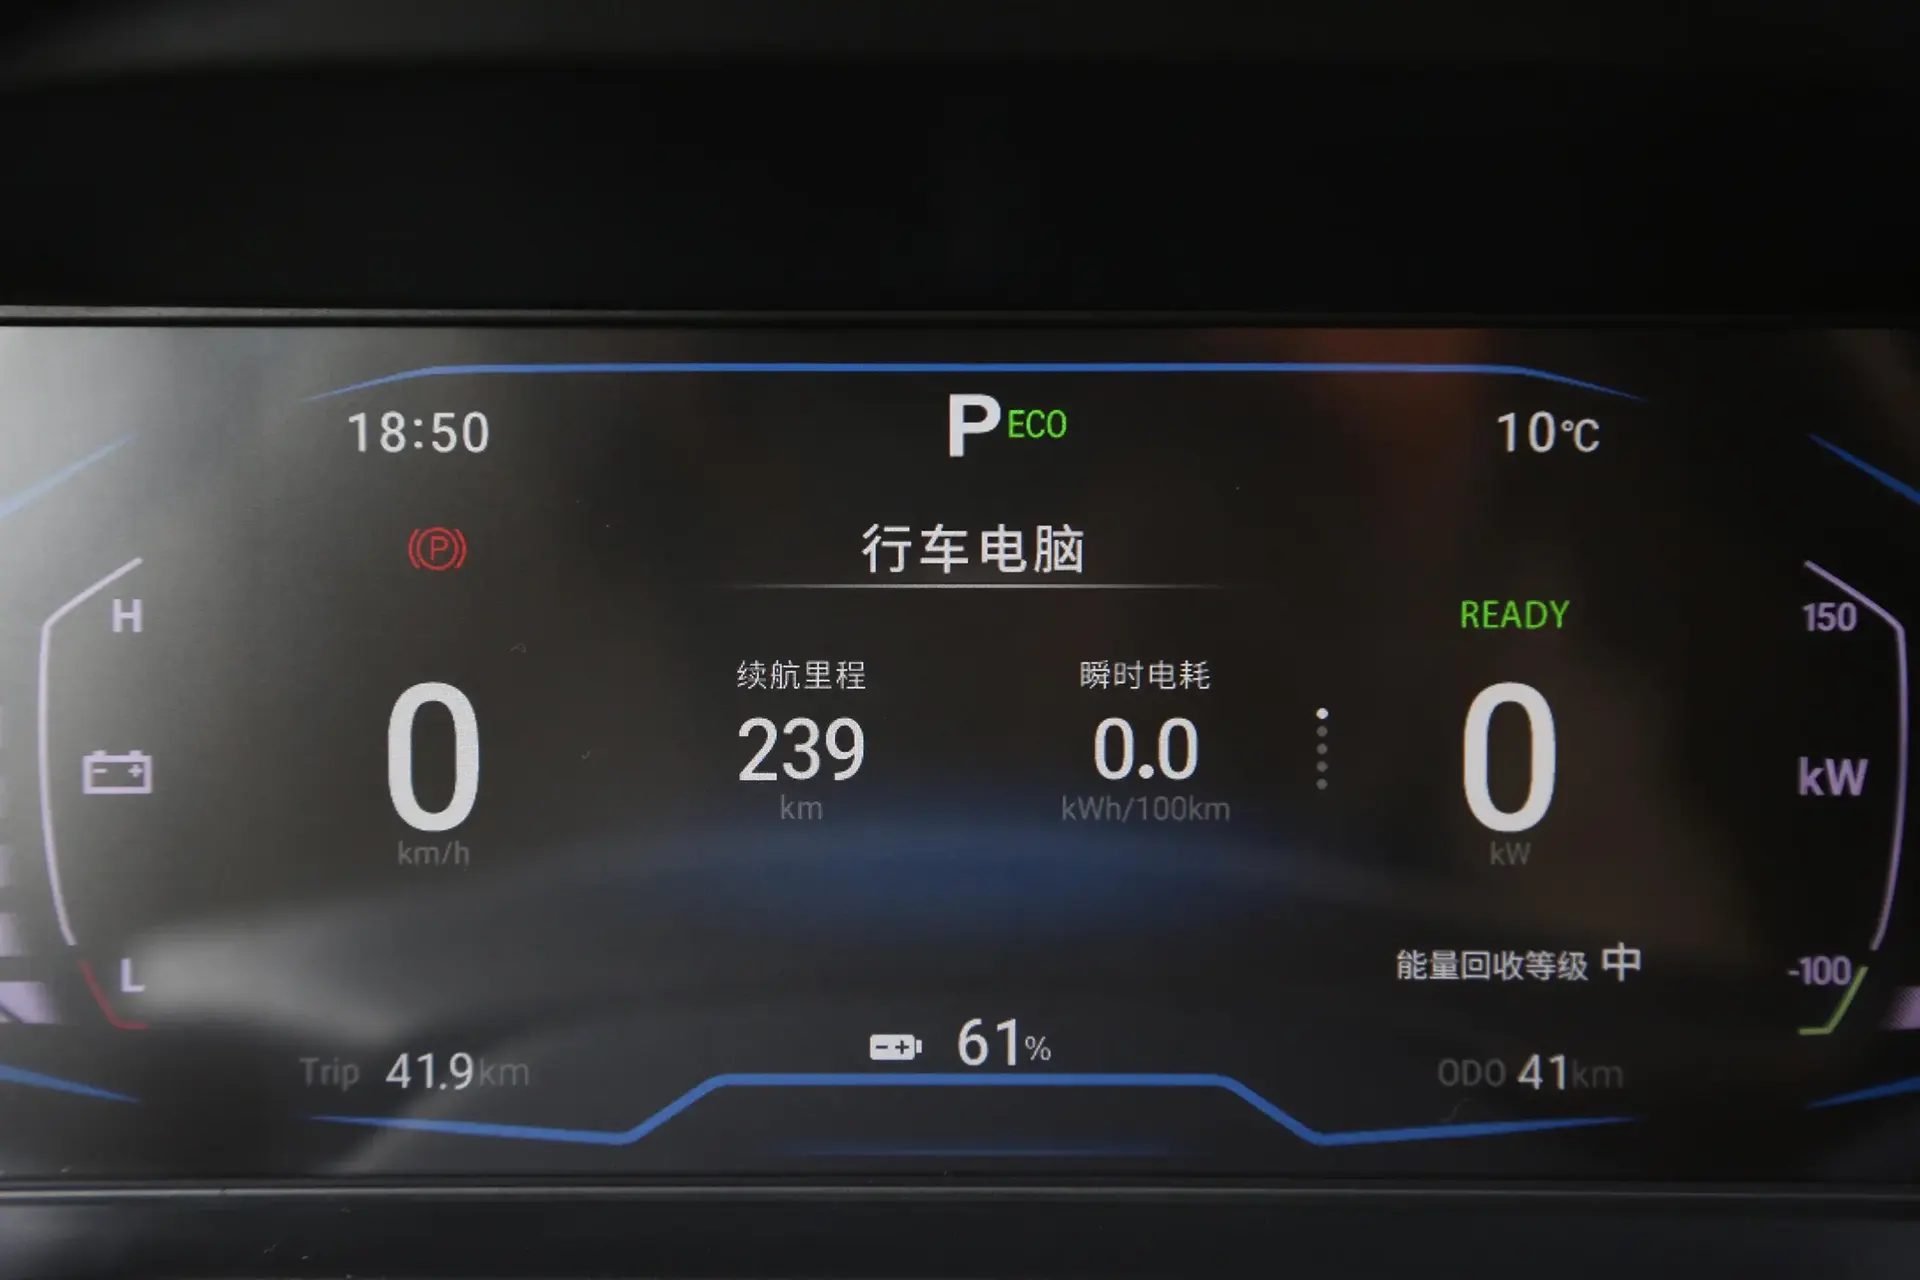 18:50
P ECO
10℃
行车电脑
H
READY
150
续航里程
瞬时电耗
0
239
0.0
0
kW
km
kWh/100km
km/h
kW
能量回收等级 中
L
-100
61%
Trip 41.9km
ODO 41km